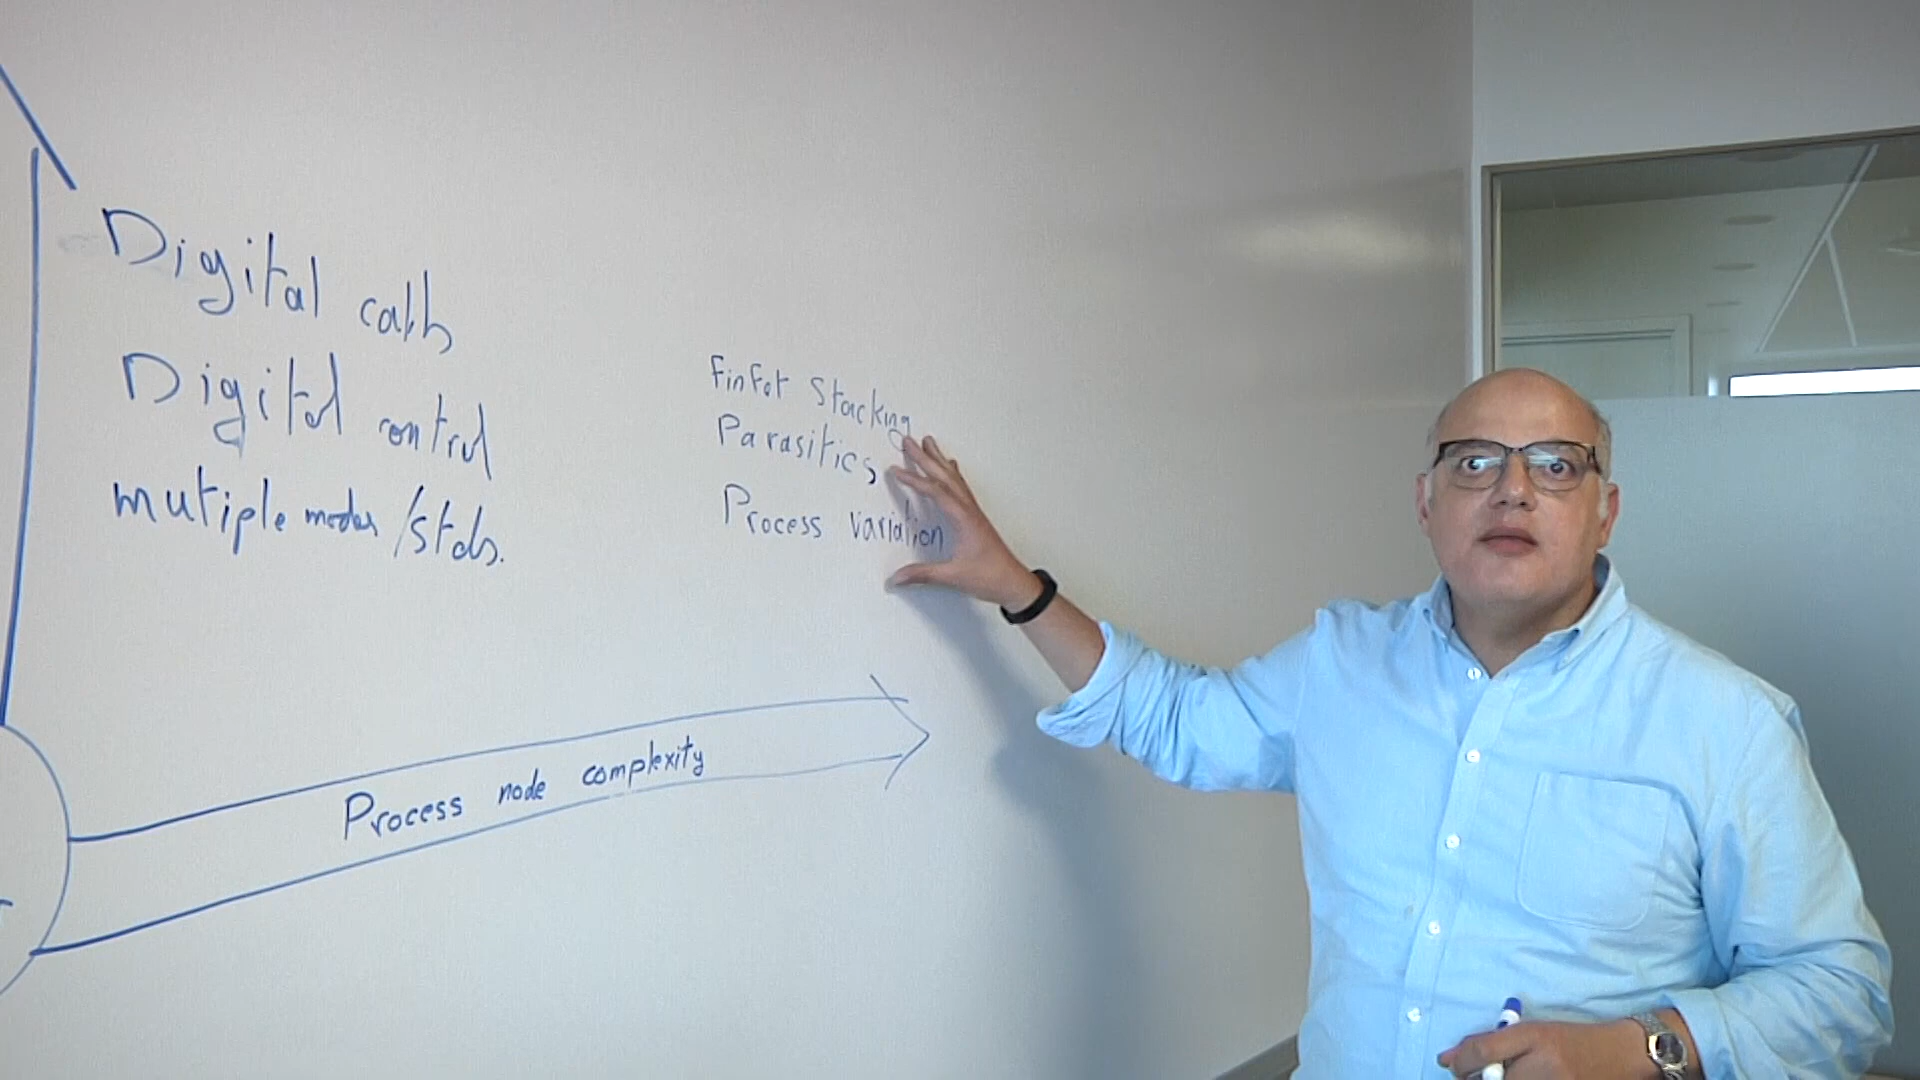 Digital calib
Digital control
mutiple modes/stds.
FinFet Stacking
Parasitics
Process variation
Process node complexity